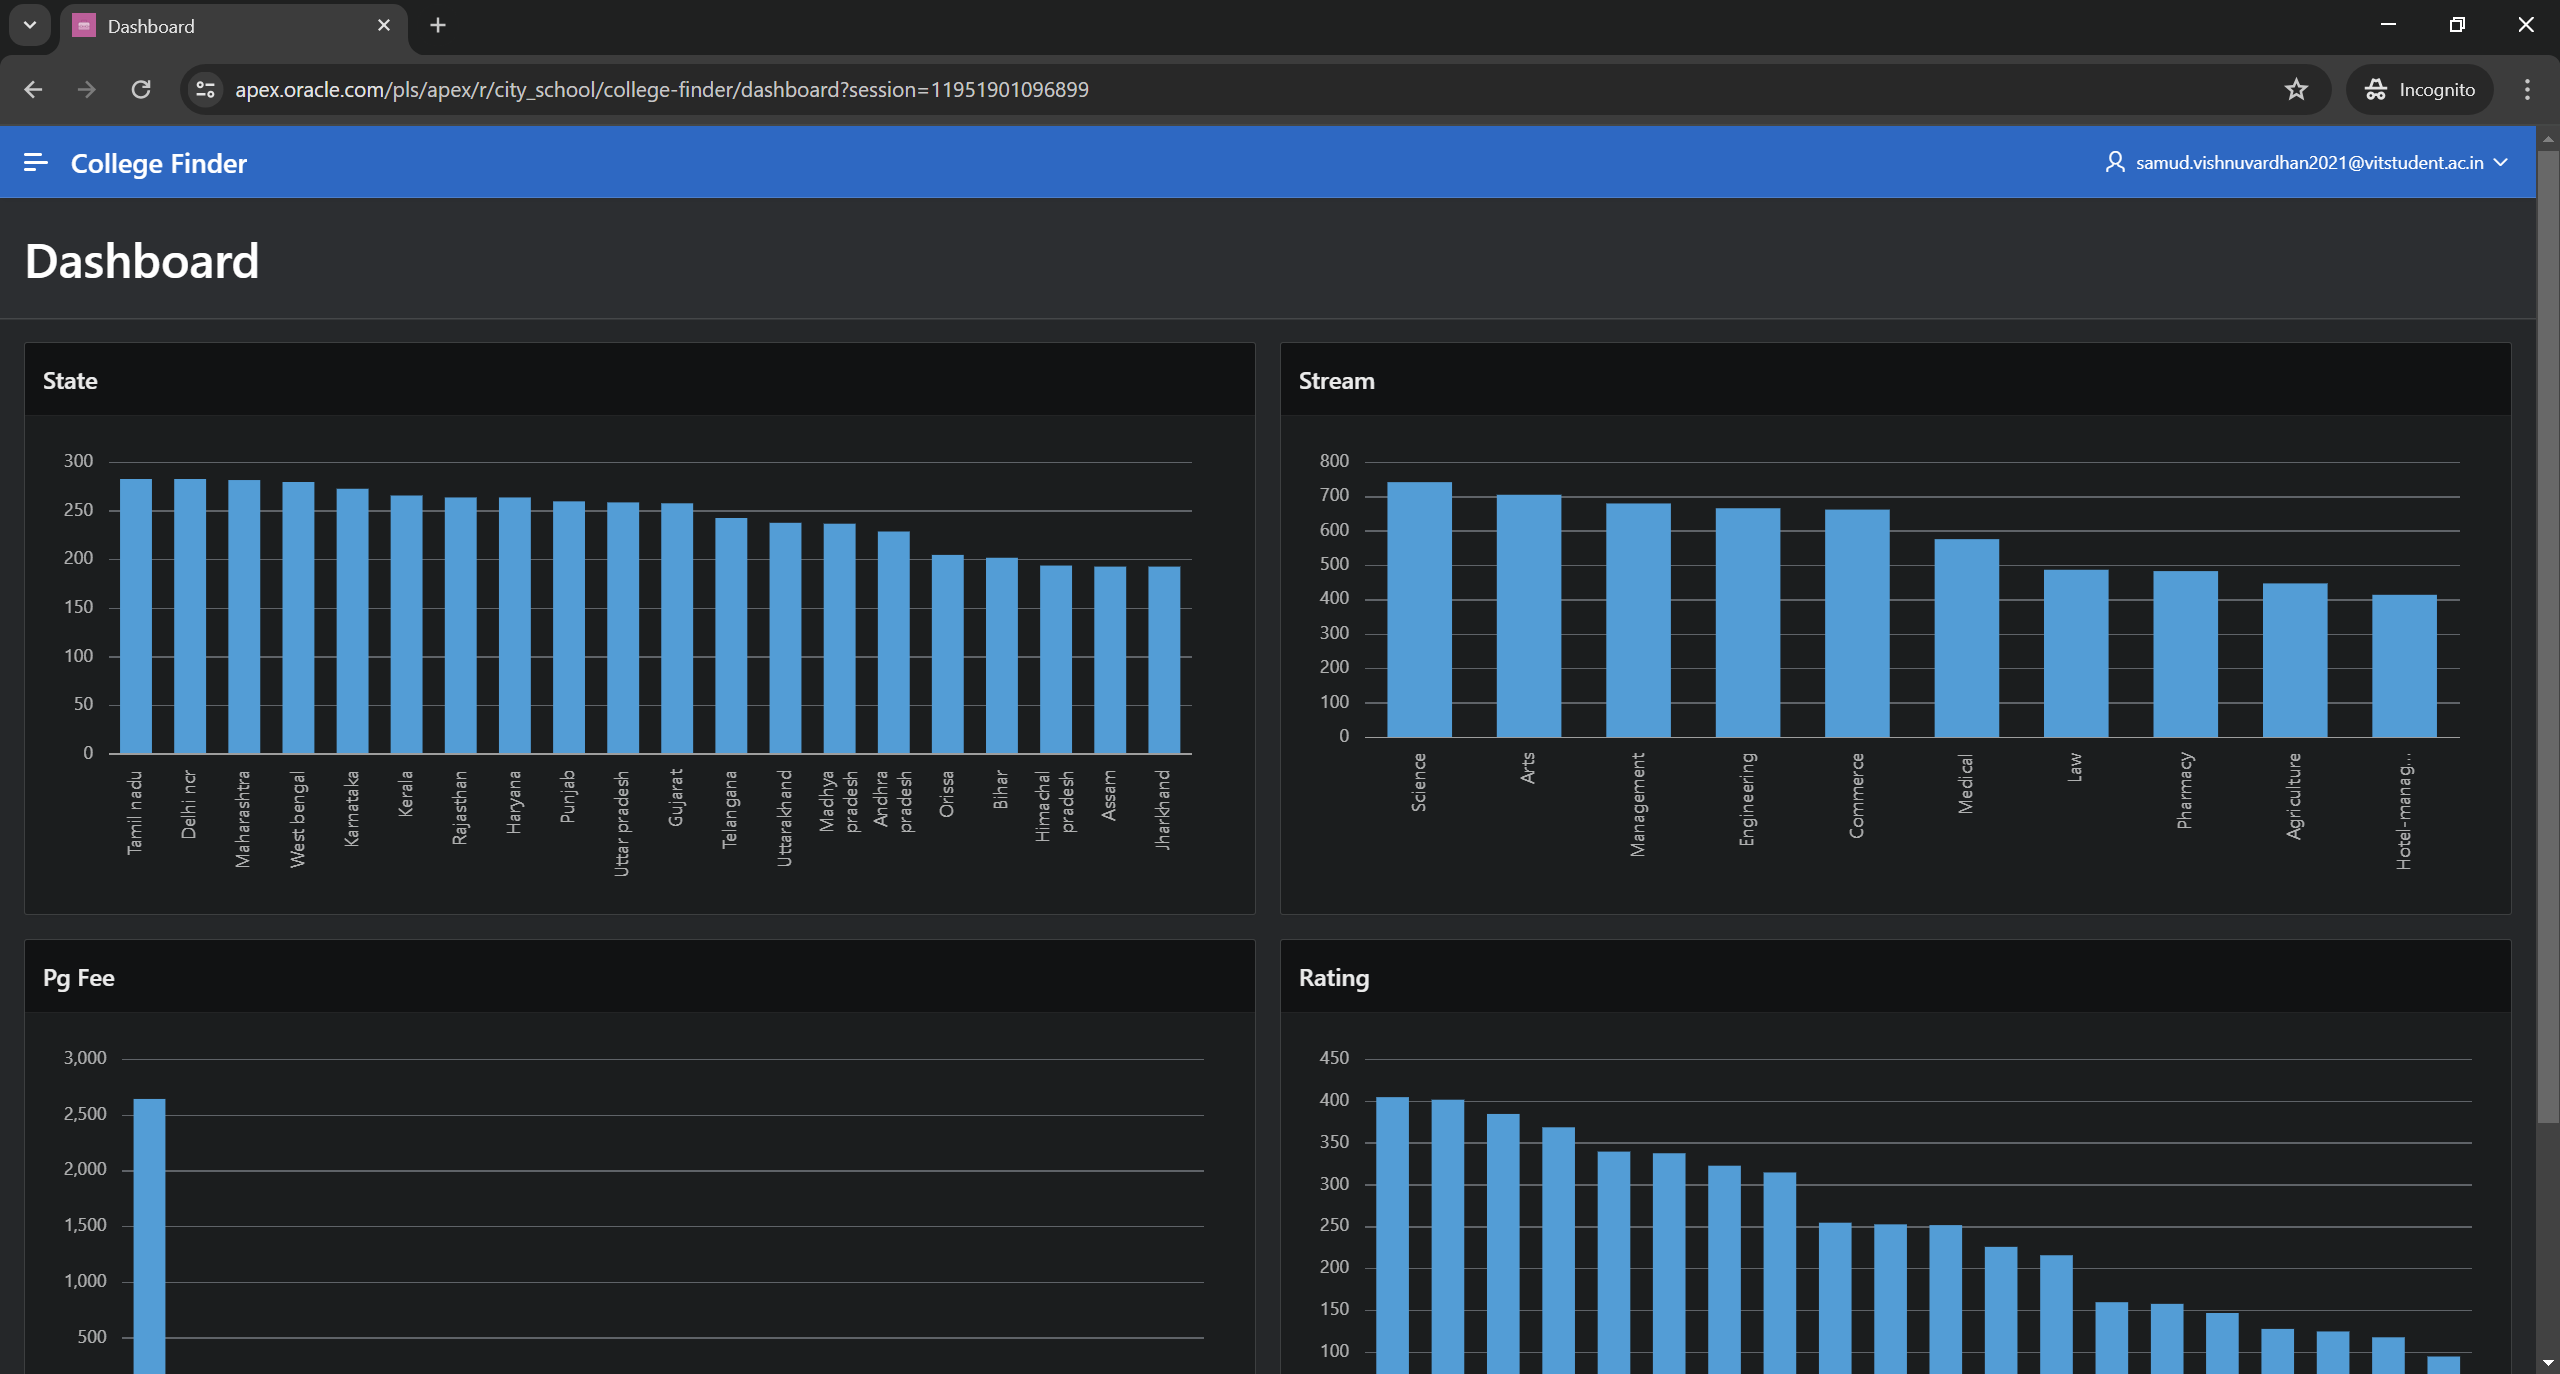 Dashboard
apex.oracle.com/pls/apex/r/city_school/college-finder/dashboard?session=11951901096899
Incognito
College Finder
samud.vishnuvardhan2021@vitstudent.ac.in
Dashboard
State
300
250
200
150
100
50
0
Tamil nadu
Delhi ncr
Maharashtra
West bengal
Karnataka
Kerala
Rajasthan
Haryana
Punjab
Uttar pradesh
Gujarat
Telangana
Uttarakhand
Madhya
pradesh
Andhra
pradesh
Orissa
Bihar
Himachal
pradesh
Assam
Jharkhand
Stream
800
700
600
500
400
300
200
100
0
Science
Arts
Management
Engineering
Commerce
Medical
Law
Pharmacy
Agriculture
Hotel-manag...
Pg Fee
3,000
2,500
2,000
1,500
1,000
500
Rating
450
400
350
300
250
200
150
100